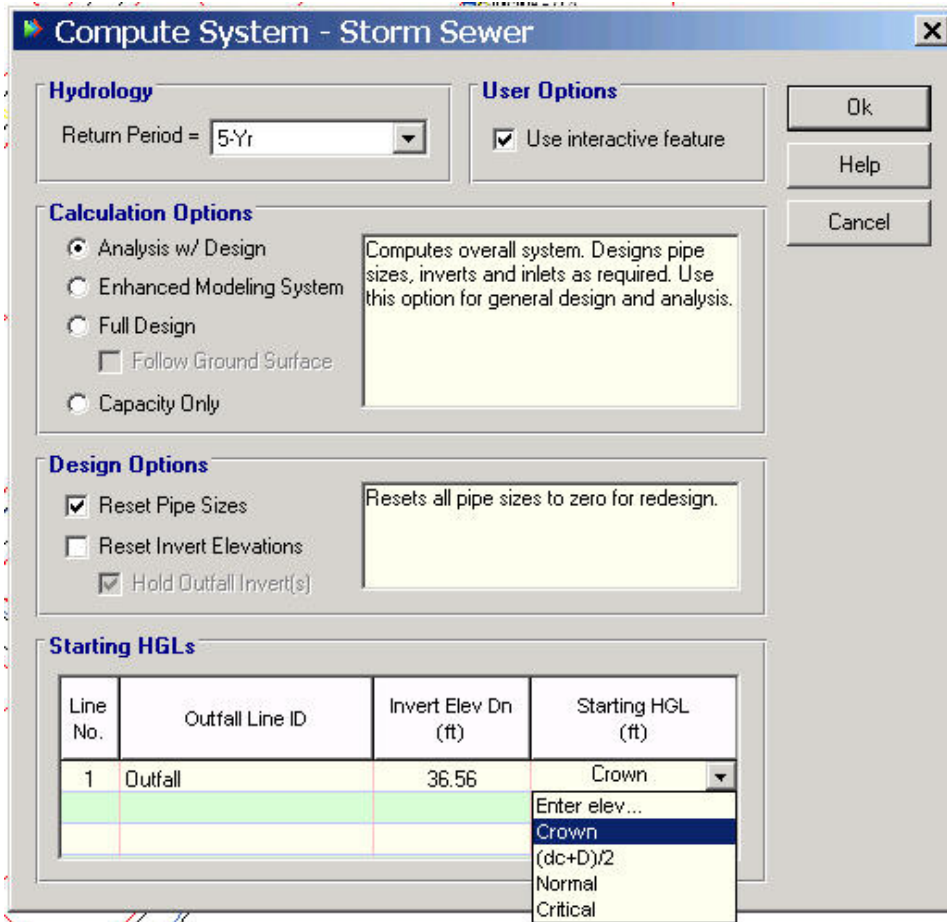 Compute System - Storm Sewer
Hydrology
Return Period = 5-Yr
User Options
Use interactive feature
Ok
Help
Cancel
Calculation Options
Analysis w/ Design
Enhanced Modeling System
Full Design
Follow Ground Surface
Capacity Only
Computes overall system. Designs pipe
sizes, inverts and inlets as required. Use
this option for general design and analysis.
Design Options
Reset Pipe Sizes
Reset Invert Elevations
Hold Outfall Invert(s)
Resets all pipe sizes to zero for redesign.
Starting HGLs
Line No. Outfall Line ID Invert Elev Dn (ft) Starting HGL (ft)
1 Outfall 36.56 Crown
Enter elev...
Crown
(dc+D)/2
Normal
Critical